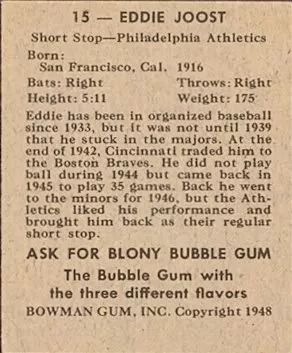 15 — EDDIE JOOST
Short Stop—Philadelphia Athletics
Born:
San Francisco, Cal. 1916
Bats: Right Throws: Right
Height: 5:11 Weight: 175
Eddie has been in organized baseball
since 1933, but it was not until 1939
that he stuck in the majors. At the
end of 1942, Cincinnati traded him to
the Boston Braves. He did not play
ball during 1944 but came back in
1945 to play 35 games. Back he went
to the minors for 1946, but the Ath-
letics liked his performance and
brought him back as their regular
short stop.
ASK FOR BLONY BUBBLE GUM
The Bubble Gum with
the three different flavors
BOWMAN GUM, INC. Copyright 1948